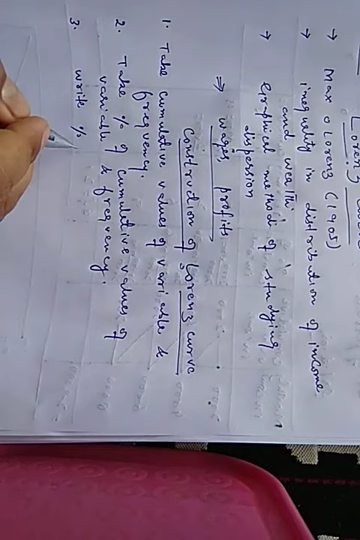 Lorenz
→ Max O Lorenz (1905)
→ inequality in distribution of income
and wealth
→ Graphical method of studying
dispersion
⇒ wages, profits
Construction of Lorenz curve
1. Take cumulative values of variable &
frequency.
2. Take % of cumulative values of
variable & frequency.
3. write %